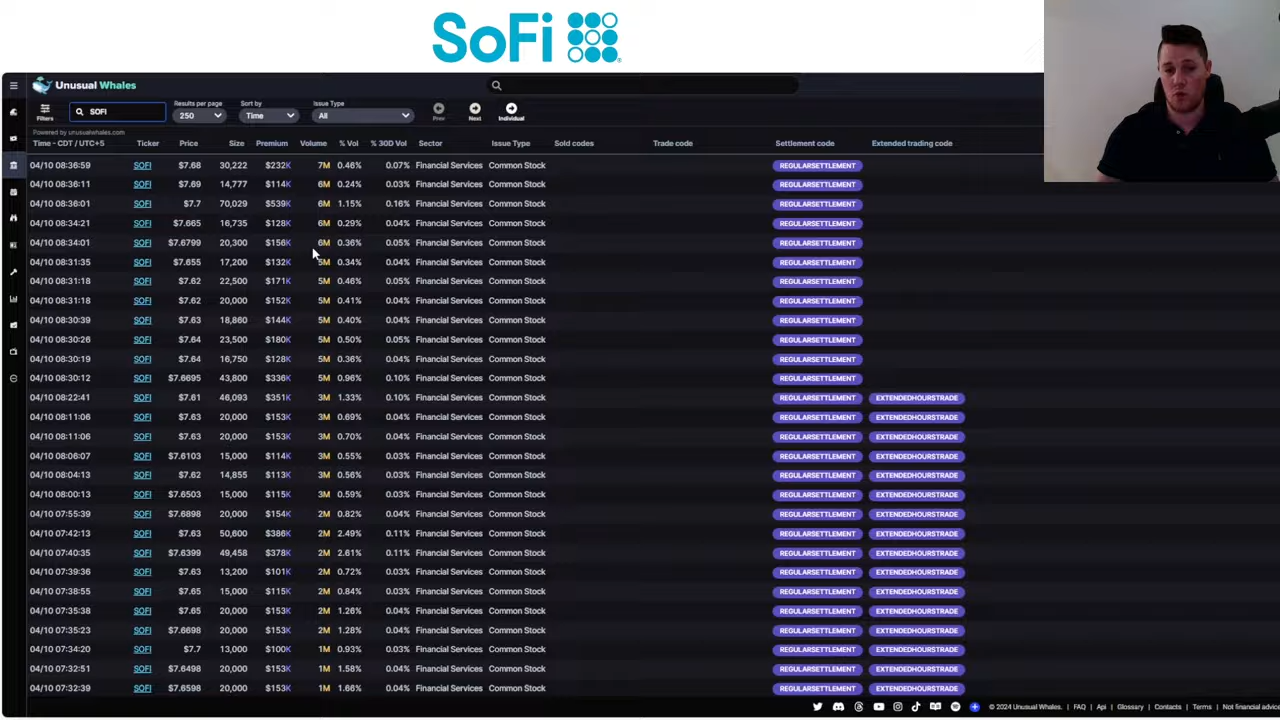 SoFi
Unusual Whales
Filters
SOFI
Results per page
250
Sort by
Time
Issue Type
All
Prev
Next
Individual
Powered by unusualwhales.com
Time - CDT / UTC+5 Ticker Price Size Premium Volume % Vol % 30D Vol Sector Issue Type Sold codes Trade code Settlement code Extended trading code
04/10 08:36:59 SOFI $7.68 30,222 $232K 7M 0.46% 0.07% Financial Services Common Stock REGULARSETTLEMENT
04/10 08:36:11 SOFI $7.69 14,777 $114K 6M 0.24% 0.03% Financial Services Common Stock REGULARSETTLEMENT
04/10 08:36:01 SOFI $7.7 70,029 $539K 6M 1.15% 0.16% Financial Services Common Stock REGULARSETTLEMENT
04/10 08:34:22 SOFI $7.665 16,735 $128K 6M 0.29% 0.04% Financial Services Common Stock REGULARSETTLEMENT
04/10 08:34:01 SOFI $7.6799 20,300 $156K 6M 0.36% 0.05% Financial Services Common Stock REGULARSETTLEMENT
04/10 08:31:35 SOFI $7.655 17,200 $132K 5M 0.34% 0.04% Financial Services Common Stock REGULARSETTLEMENT
04/10 08:31:18 SOFI $7.62 22,500 $171K 5M 0.46% 0.05% Financial Services Common Stock REGULARSETTLEMENT
04/10 08:31:18 SOFI $7.62 20,000 $152K 5M 0.41% 0.04% Financial Services Common Stock REGULARSETTLEMENT
04/10 08:30:39 SOFI $7.63 18,860 $144K 5M 0.40% 0.04% Financial Services Common Stock REGULARSETTLEMENT
04/10 08:30:26 SOFI $7.64 23,500 $180K 5M 0.50% 0.05% Financial Services Common Stock REGULARSETTLEMENT
04/10 08:30:19 SOFI $7.64 16,750 $128K 5M 0.36% 0.04% Financial Services Common Stock REGULARSETTLEMENT
04/10 08:30:12 SOFI $7.6695 43,800 $336K 5M 0.96% 0.10% Financial Services Common Stock REGULARSETTLEMENT
04/10 08:22:41 SOFI $7.61 46,093 $351K 3M 1.33% 0.10% Financial Services Common Stock REGULARSETTLEMENT EXTENDEDHOURSTRADE
04/10 08:11:06 SOFI $7.63 20,000 $153K 3M 0.69% 0.04% Financial Services Common Stock REGULARSETTLEMENT EXTENDEDHOURSTRADE
04/10 08:11:06 SOFI $7.63 20,000 $153K 3M 0.70% 0.04% Financial Services Common Stock REGULARSETTLEMENT EXTENDEDHOURSTRADE
04/10 08:06:07 SOFI $7.6103 15,000 $114K 3M 0.55% 0.03% Financial Services Common Stock REGULARSETTLEMENT EXTENDEDHOURSTRADE
04/10 08:04:13 SOFI $7.62 14,855 $113K 3M 0.56% 0.03% Financial Services Common Stock REGULARSETTLEMENT EXTENDEDHOURSTRADE
04/10 08:00:13 SOFI $7.6503 15,000 $115K 3M 0.59% 0.03% Financial Services Common Stock REGULARSETTLEMENT EXTENDEDHOURSTRADE
04/10 07:55:39 SOFI $7.6898 20,000 $154K 2M 0.82% 0.04% Financial Services Common Stock REGULARSETTLEMENT EXTENDEDHOURSTRADE
04/10 07:42:13 SOFI $7.63 50,600 $386K 2M 2.49% 0.11% Financial Services Common Stock REGULARSETTLEMENT EXTENDEDHOURSTRADE
04/10 07:40:35 SOFI $7.6399 49,458 $378K 2M 2.61% 0.11% Financial Services Common Stock REGULARSETTLEMENT EXTENDEDHOURSTRADE
04/10 07:39:36 SOFI $7.63 13,200 $101K 2M 0.72% 0.03% Financial Services Common Stock REGULARSETTLEMENT EXTENDEDHOURSTRADE
04/10 07:38:55 SOFI $7.65 15,000 $115K 2M 0.84% 0.03% Financial Services Common Stock REGULARSETTLEMENT EXTENDEDHOURSTRADE
04/10 07:35:38 SOFI $7.65 20,000 $153K 2M 1.26% 0.04% Financial Services Common Stock REGULARSETTLEMENT EXTENDEDHOURSTRADE
04/10 07:35:23 SOFI $7.6698 20,000 $153K 2M 1.28% 0.04% Financial Services Common Stock REGULARSETTLEMENT EXTENDEDHOURSTRADE
04/10 07:34:20 SOFI $7.7 13,000 $100K 1M 0.93% 0.03% Financial Services Common Stock REGULARSETTLEMENT EXTENDEDHOURSTRADE
04/10 07:32:51 SOFI $7.6498 20,000 $153K 1M 1.58% 0.04% Financial Services Common Stock REGULARSETTLEMENT EXTENDEDHOURSTRADE
04/10 07:32:39 SOFI $7.6598 20,000 $153K 1M 1.66% 0.04% Financial Services Common Stock REGULARSETTLEMENT EXTENDEDHOURSTRADE
© 2024 Unusual Whales. | FAQ | Api | Glossary | Contacts | Terms | Not financial advice